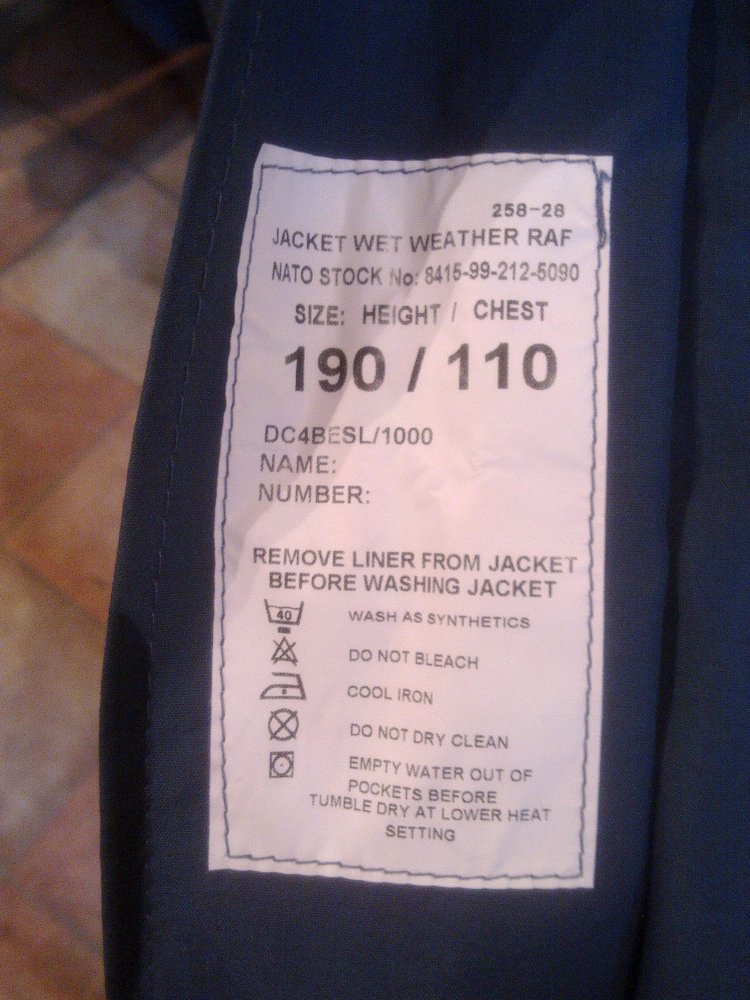 258-28
JACKET WET WEATHER RAF
NATO STOCK No: 8415-99-212-5090
SIZE: HEIGHT / CHEST
190 / 110
DC4BESL/1000
NAME:
NUMBER:
REMOVE LINER FROM JACKET
BEFORE WASHING JACKET
40 WASH AS SYNTHETICS
DO NOT BLEACH
COOL IRON
DO NOT DRY CLEAN
EMPTY WATER OUT OF
POCKETS BEFORE
TUMBLE DRY AT LOWER HEAT
SETTING